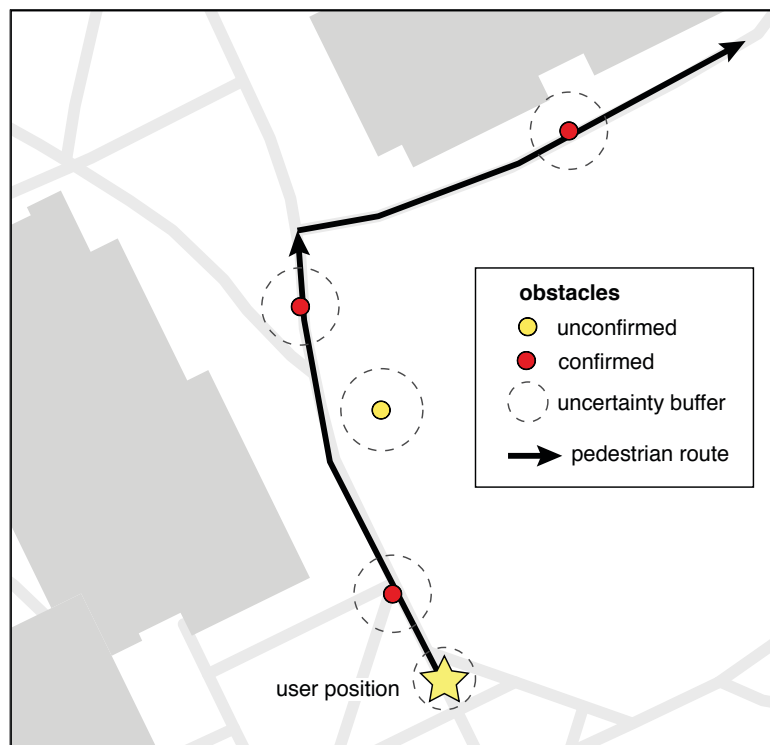 obstacles
unconfirmed
confirmed
uncertainty buffer
pedestrian route
user position